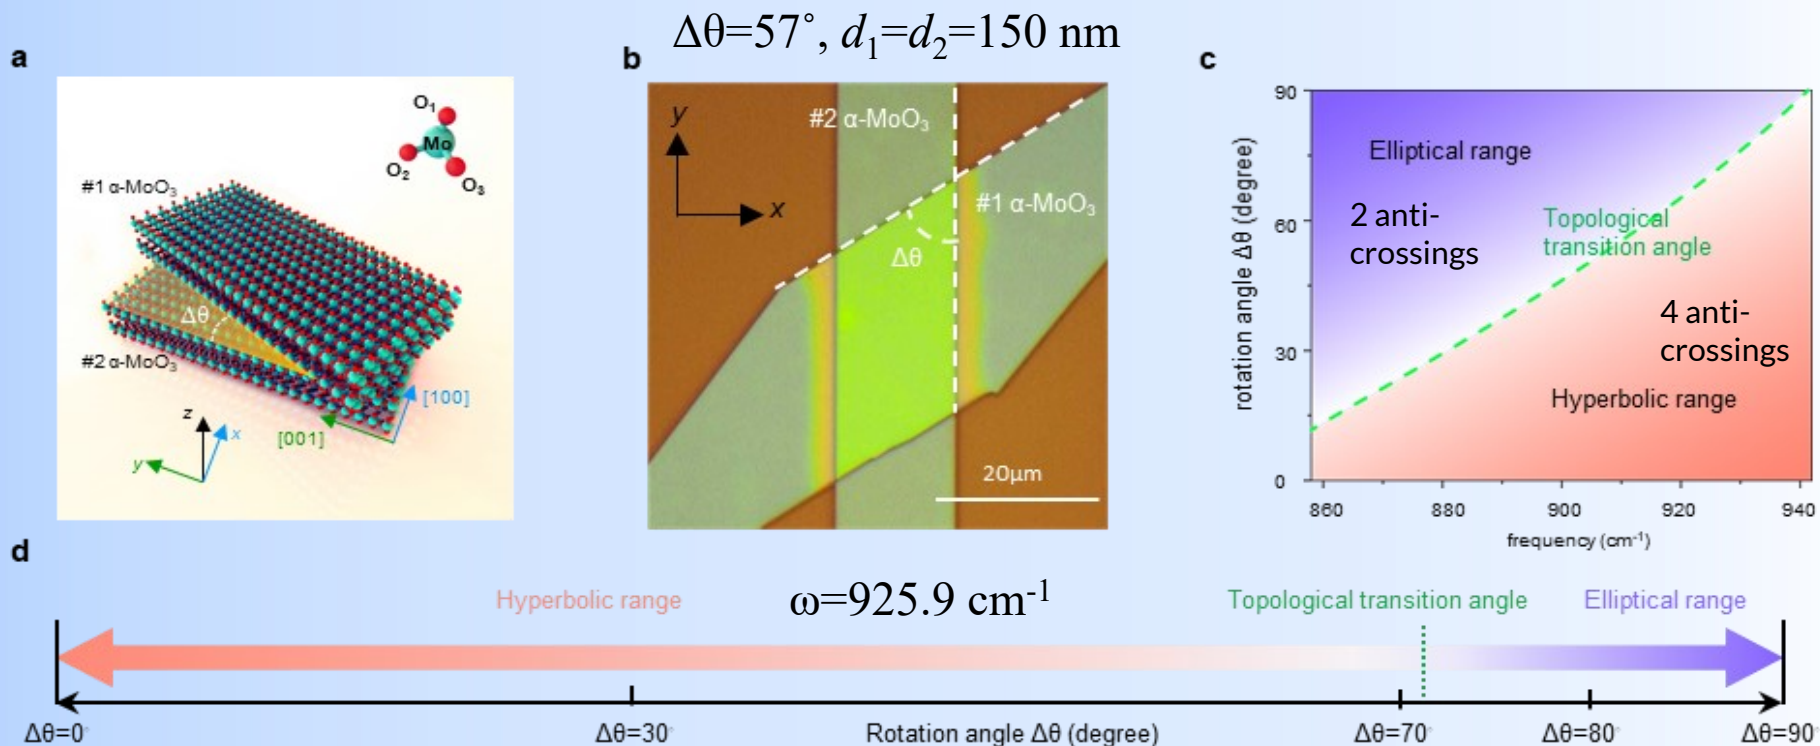 Δθ=57˚, d₁=d₂=150 nm
a
O₁
Mo
O₂
O₃
#1 α-MoO₃
Δθ
#2 α-MoO₃
[100]
[001]
z
x
y
b
y
x
#2 α-MoO₃
#1 α-MoO₃
Δθ
20μm
c
rotation angle Δθ (degree)
90
60
30
0
Elliptical range
2 anti-
crossings
Topological
transition angle
4 anti-
crossings
Hyperbolic range
860 880 900 920 940
frequency (cm⁻¹)
d
Hyperbolic range
ω=925.9 cm⁻¹
Topological transition angle
Elliptical range
Δθ=0°
Δθ=30°
Rotation angle Δθ (degree)
Δθ=70°
Δθ=80°
Δθ=90°